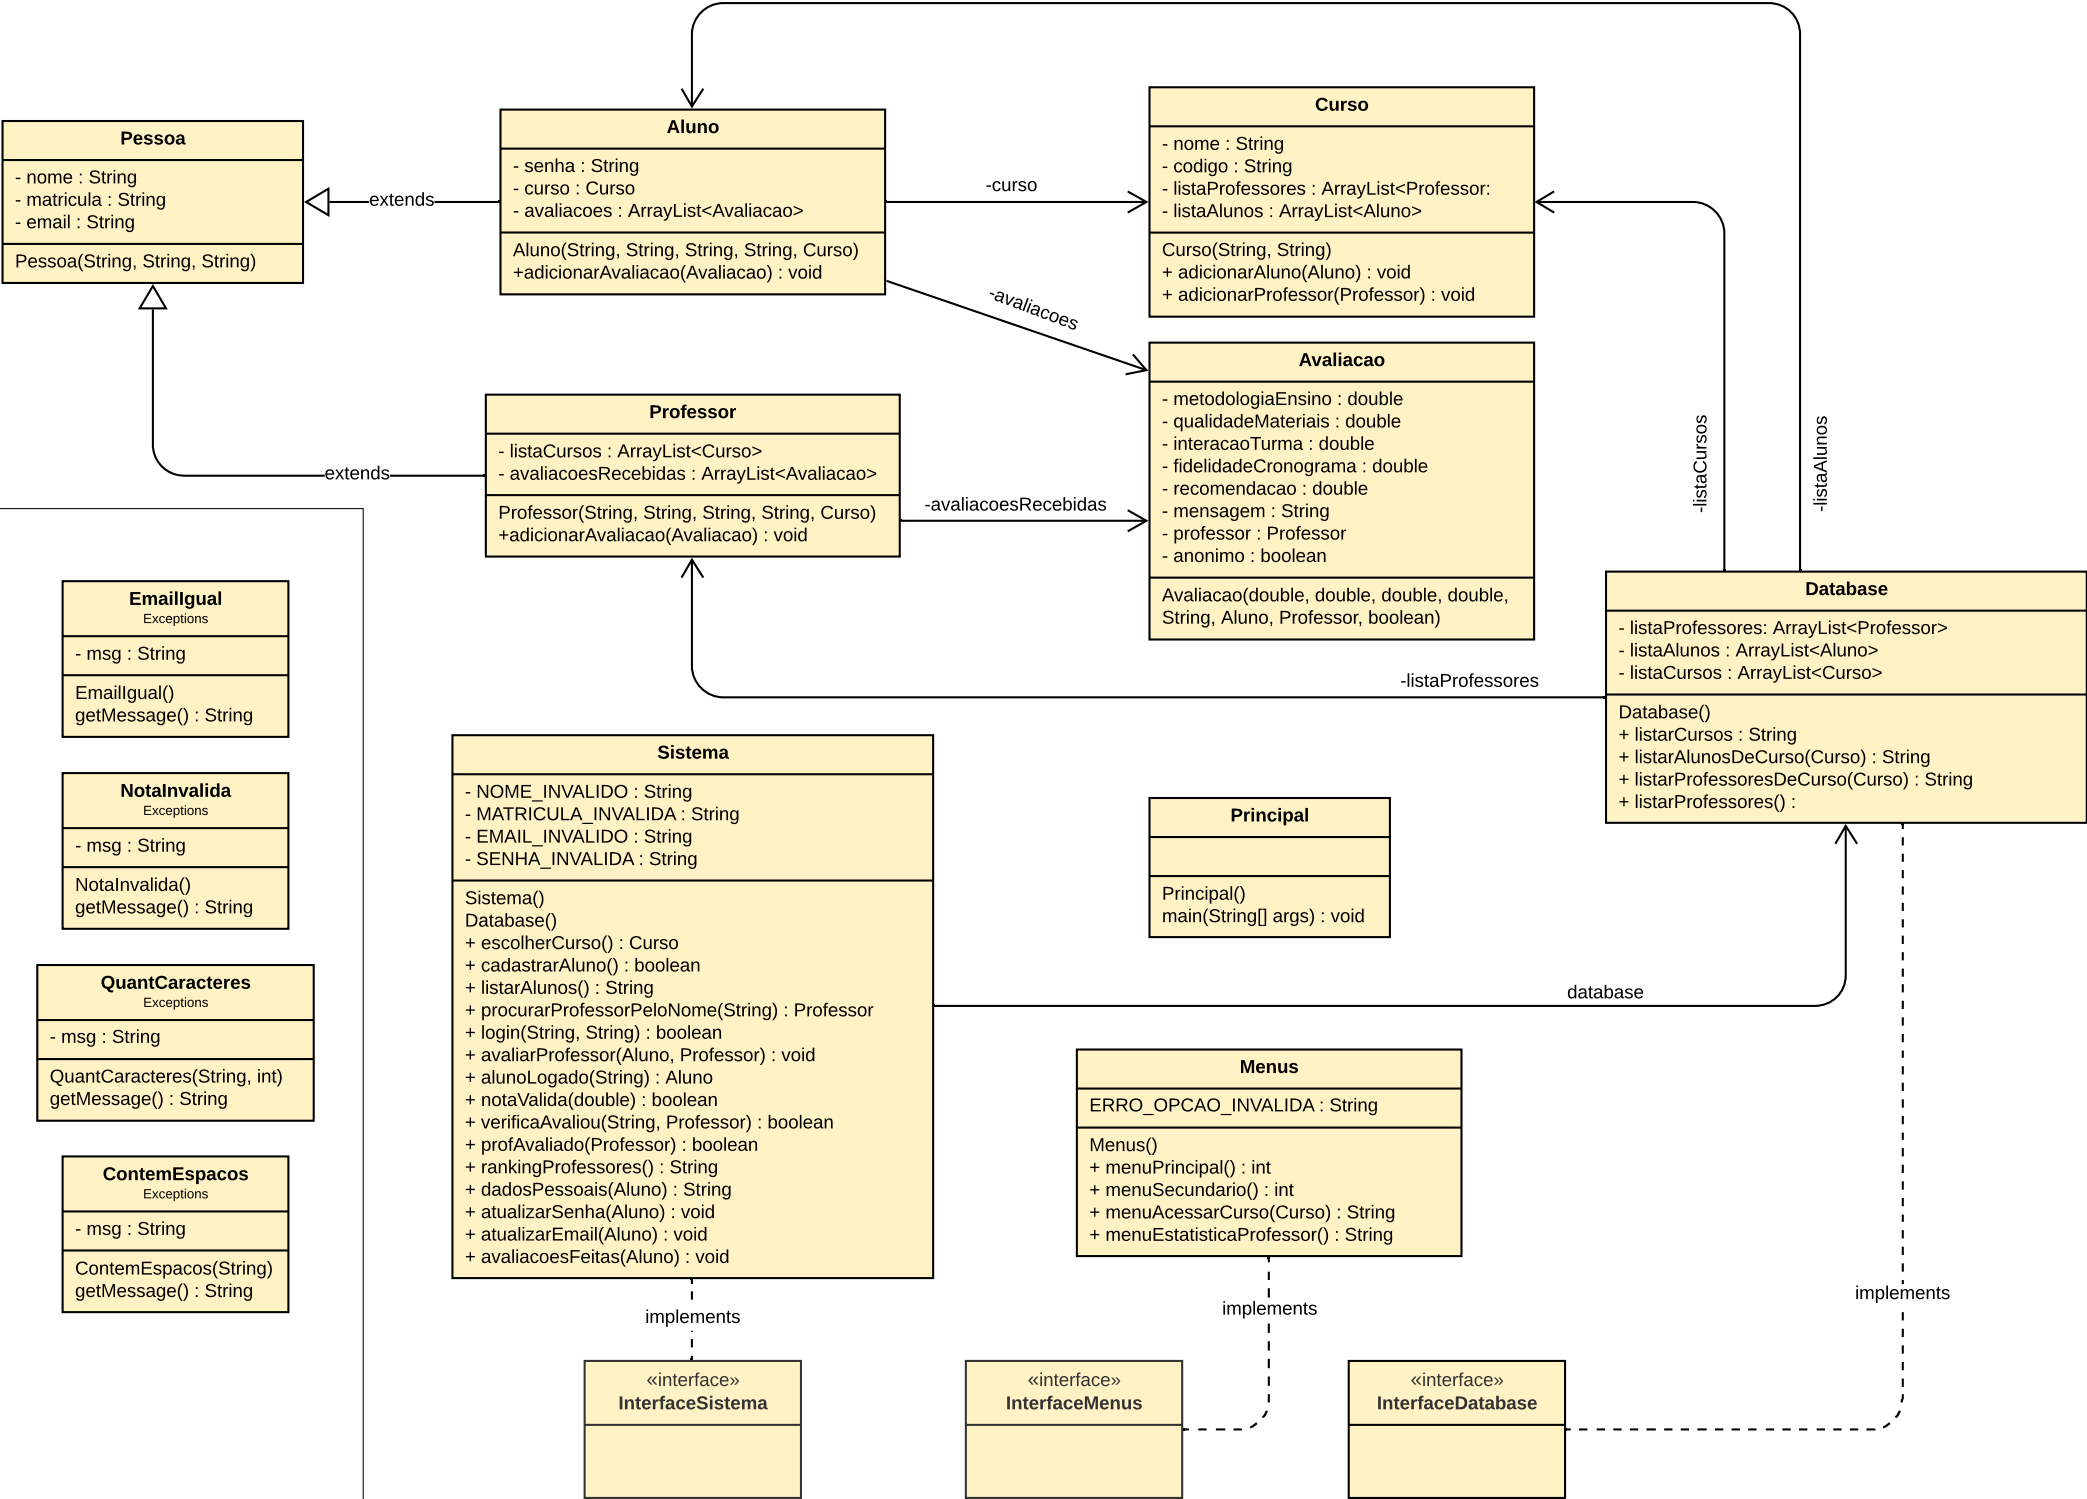 Pessoa
- nome : String
- matricula : String
- email : String
Pessoa(String, String, String)
extends
Aluno
- senha : String
- curso : Curso
- avaliacoes : ArrayList<Avaliacao>
Aluno(String, String, String, String, Curso)
+adicionarAvaliacao(Avaliacao) : void
-curso
-avaliacoes
Curso
- nome : String
- codigo : String
- listaProfessores : ArrayList<Professor:
- listaAlunos : ArrayList<Aluno>
Curso(String, String)
+ adicionarAluno(Aluno) : void
+ adicionarProfessor(Professor) : void
extends
Professor
- listaCursos : ArrayList<Curso>
- avaliacoesRecebidas : ArrayList<Avaliacao>
Professor(String, String, String, String, Curso)
+adicionarAvaliacao(Avaliacao) : void
-avaliacoesRecebidas
Avaliacao
- metodologiaEnsino : double
- qualidadeMateriais : double
- interacaoTurma : double
- fidelidadeCronograma : double
- recomendacao : double
- mensagem : String
- professor : Professor
- anonimo : boolean
Avaliacao(double, double, double, double,
String, Aluno, Professor, boolean)
-listaCursos
-listaAlunos
-listaProfessores
Database
- listaProfessores: ArrayList<Professor>
- listaAlunos : ArrayList<Aluno>
- listaCursos : ArrayList<Curso>
Database()
+ listarCursos : String
+ listarAlunosDeCurso(Curso) : String
+ listarProfessoresDeCurso(Curso) : String
+ listarProfessores() :
EmailIgual
Exceptions
- msg : String
EmailIgual()
getMessage() : String
NotaInvalida
Exceptions
- msg : String
NotaInvalida()
getMessage() : String
QuantCaracteres
Exceptions
- msg : String
QuantCaracteres(String, int)
getMessage() : String
ContemEspacos
Exceptions
- msg : String
ContemEspacos(String)
getMessage() : String
Sistema
- NOME_INVALIDO : String
- MATRICULA_INVALIDA : String
- EMAIL_INVALIDO : String
- SENHA_INVALIDA : String
Sistema()
Database()
+ escolherCurso() : Curso
+ cadastrarAluno() : boolean
+ listarAlunos() : String
+ procurarProfessorPeloNome(String) : Professor
+ login(String, String) : boolean
+ avaliarProfessor(Aluno, Professor) : void
+ alunoLogado(String) : Aluno
+ notaValida(double) : boolean
+ verificaAvaliou(String, Professor) : boolean
+ profAvaliado(Professor) : boolean
+ rankingProfessores() : String
+ dadosPessoais(Aluno) : String
+ atualizarSenha(Aluno) : void
+ atualizarEmail(Aluno) : void
+ avaliacoesFeitas(Aluno) : void
Principal
Principal()
main(String[] args) : void
database
Menus
ERRO_OPCAO_INVALIDA : String
Menus()
+ menuPrincipal() : int
+ menuSecundario() : int
+ menuAcessarCurso(Curso) : String
+ menuEstatisticaProfessor() : String
implements
implements
implements
«interface»
InterfaceSistema
«interface»
InterfaceMenus
«interface»
InterfaceDatabase